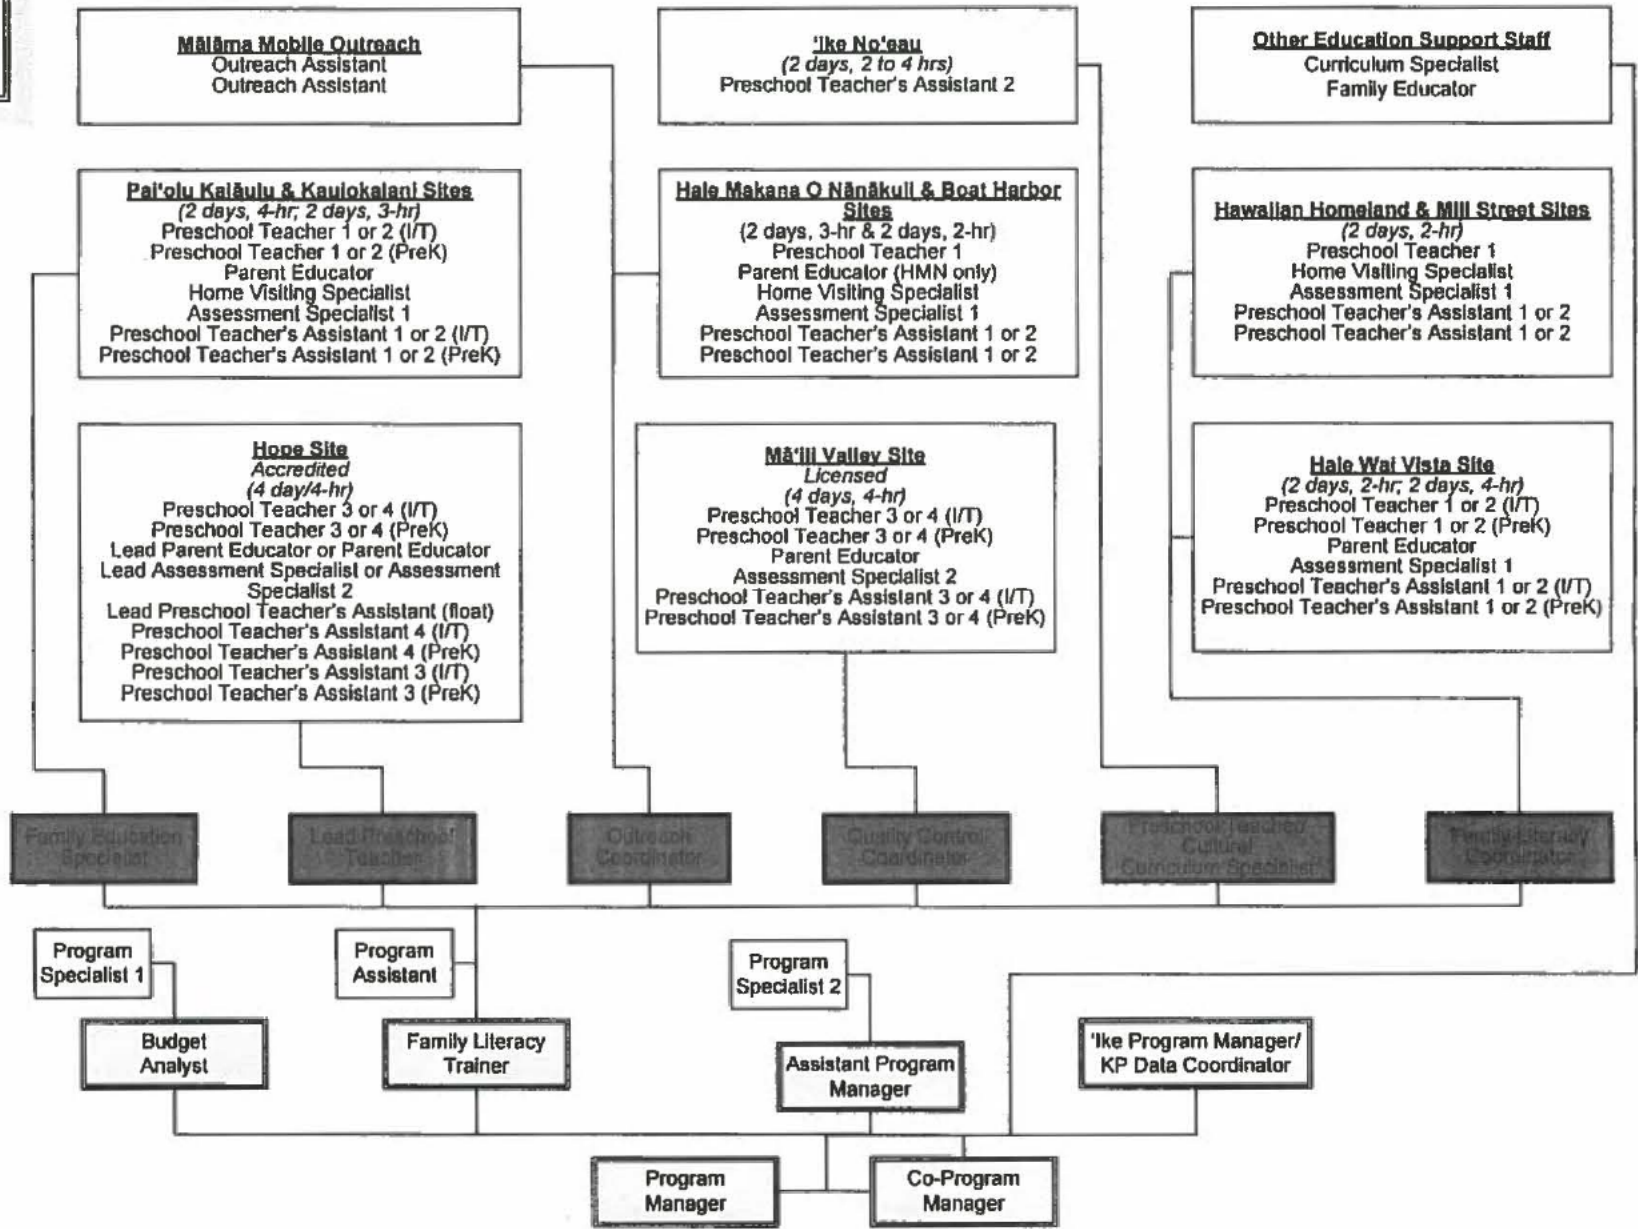 Mālāma Mobile Outreach
Outreach Assistant
Outreach Assistant
'Ike No'eau
(2 days, 2 to 4 hrs)
Preschool Teacher's Assistant 2
Other Education Support Staff
Curriculum Specialist
Family Educator
Pai'olu Kaiāulu & Kaulokalani Sites
(2 days, 4-hr; 2 days, 3-hr)
Preschool Teacher 1 or 2 (I/T)
Preschool Teacher 1 or 2 (PreK)
Parent Educator
Home Visiting Specialist
Assessment Specialist 1
Preschool Teacher's Assistant 1 or 2 (I/T)
Preschool Teacher's Assistant 1 or 2 (PreK)
Hale Makana O Nānākuli & Boat Harbor
Sites
(2 days, 3-hr & 2 days, 2-hr)
Preschool Teacher 1
Parent Educator (HMN only)
Home Visiting Specialist
Assessment Specialist 1
Preschool Teacher's Assistant 1 or 2
Preschool Teacher's Assistant 1 or 2
Hawaiian Homeland & Mill Street Sites
(2 days, 2-hr)
Preschool Teacher 1
Home Visiting Specialist
Assessment Specialist 1
Preschool Teacher's Assistant 1 or 2
Preschool Teacher's Assistant 1 or 2
Hope Site
Accredited
(4 day/4-hr)
Preschool Teacher 3 or 4 (I/T)
Preschool Teacher 3 or 4 (PreK)
Lead Parent Educator or Parent Educator
Lead Assessment Specialist or Assessment
Specialist 2
Lead Preschool Teacher's Assistant (float)
Preschool Teacher's Assistant 4 (I/T)
Preschool Teacher's Assistant 4 (PreK)
Preschool Teacher's Assistant 3 (I/T)
Preschool Teacher's Assistant 3 (PreK)
Mā'ili Valley Site
Licensed
(4 days, 4-hr)
Preschool Teacher 3 or 4 (I/T)
Preschool Teacher 3 or 4 (PreK)
Parent Educator
Assessment Specialist 2
Preschool Teacher's Assistant 3 or 4 (I/T)
Preschool Teacher's Assistant 3 or 4 (PreK)
Hale Wai Vista Site
(2 days, 2-hr; 2 days, 4-hr)
Preschool Teacher 1 or 2 (I/T)
Preschool Teacher 1 or 2 (PreK)
Parent Educator
Assessment Specialist 1
Preschool Teacher's Assistant 1 or 2 (I/T)
Preschool Teacher's Assistant 1 or 2 (PreK)
Family Education
Specialist
Lead Preschool
Teacher
Outreach
Coordinator
Quality Control
Coordinator
Preschool Teacher/
Cultural
Curriculum Specialist
Family Literacy
Coordinator
Program
Specialist 1
Program
Assistant
Program
Specialist 2
Budget
Analyst
Family Literacy
Trainer
Assistant Program
Manager
'Ike Program Manager/
KP Data Coordinator
Program
Manager
Co-Program
Manager